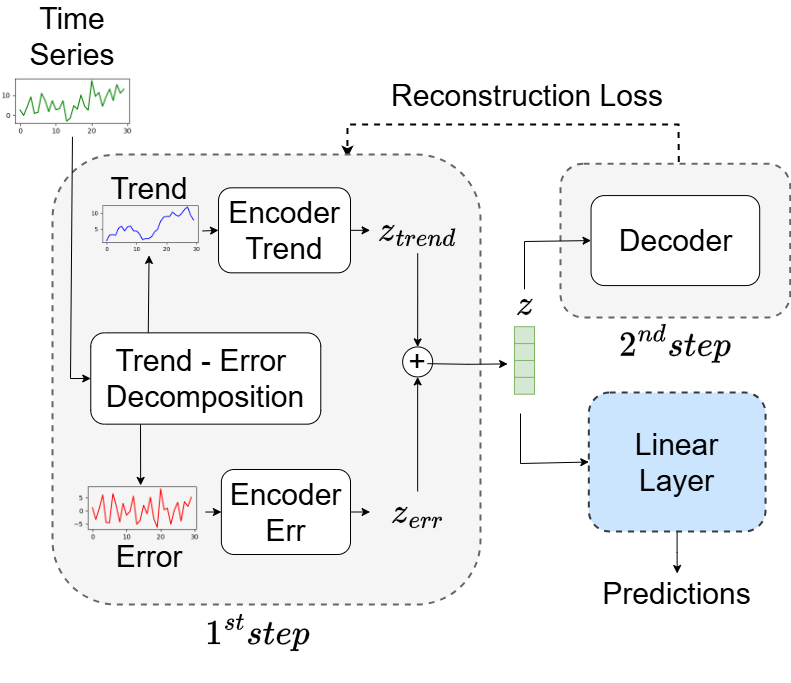 Time
Series
10
0
0 10 20 30
Reconstruction Loss
Trend
10
5
0 10 20 30
Encoder
Trend
z_{trend}
Decoder
z
2^{nd} step
Trend - Error
Decomposition
+
Linear
Layer
5
0
−5
0 10 20 30
Error
Encoder
Err
z_{err}
Predictions
1^{st} step